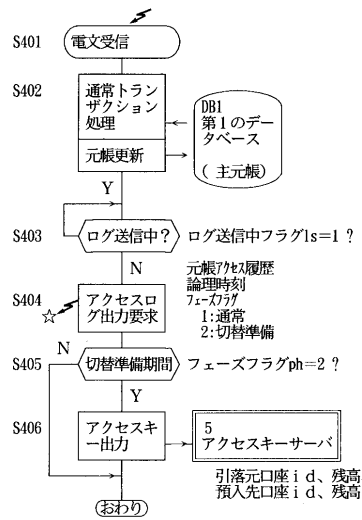 S401
電文受信
S402
通常トラン
ザクション
処理
元帳更新
DB1
第1のデー
タベース
( 主元帳)
Y
S403
ログ送信中?
ログ送信中フラグls=1 ?
N
元帳アクセス履歴
論理時刻
フェーズフラグ
1:通常
2:切替準備
S404
アクセスロ
グ出力要求
☆
N
S405
切替準備期間
フェーズフラグph=2 ?
Y
S406
アクセスキ
ー出力
5
アクセスキーサーバ
引落元口座id、残高
預入先口座id、残高
おわり